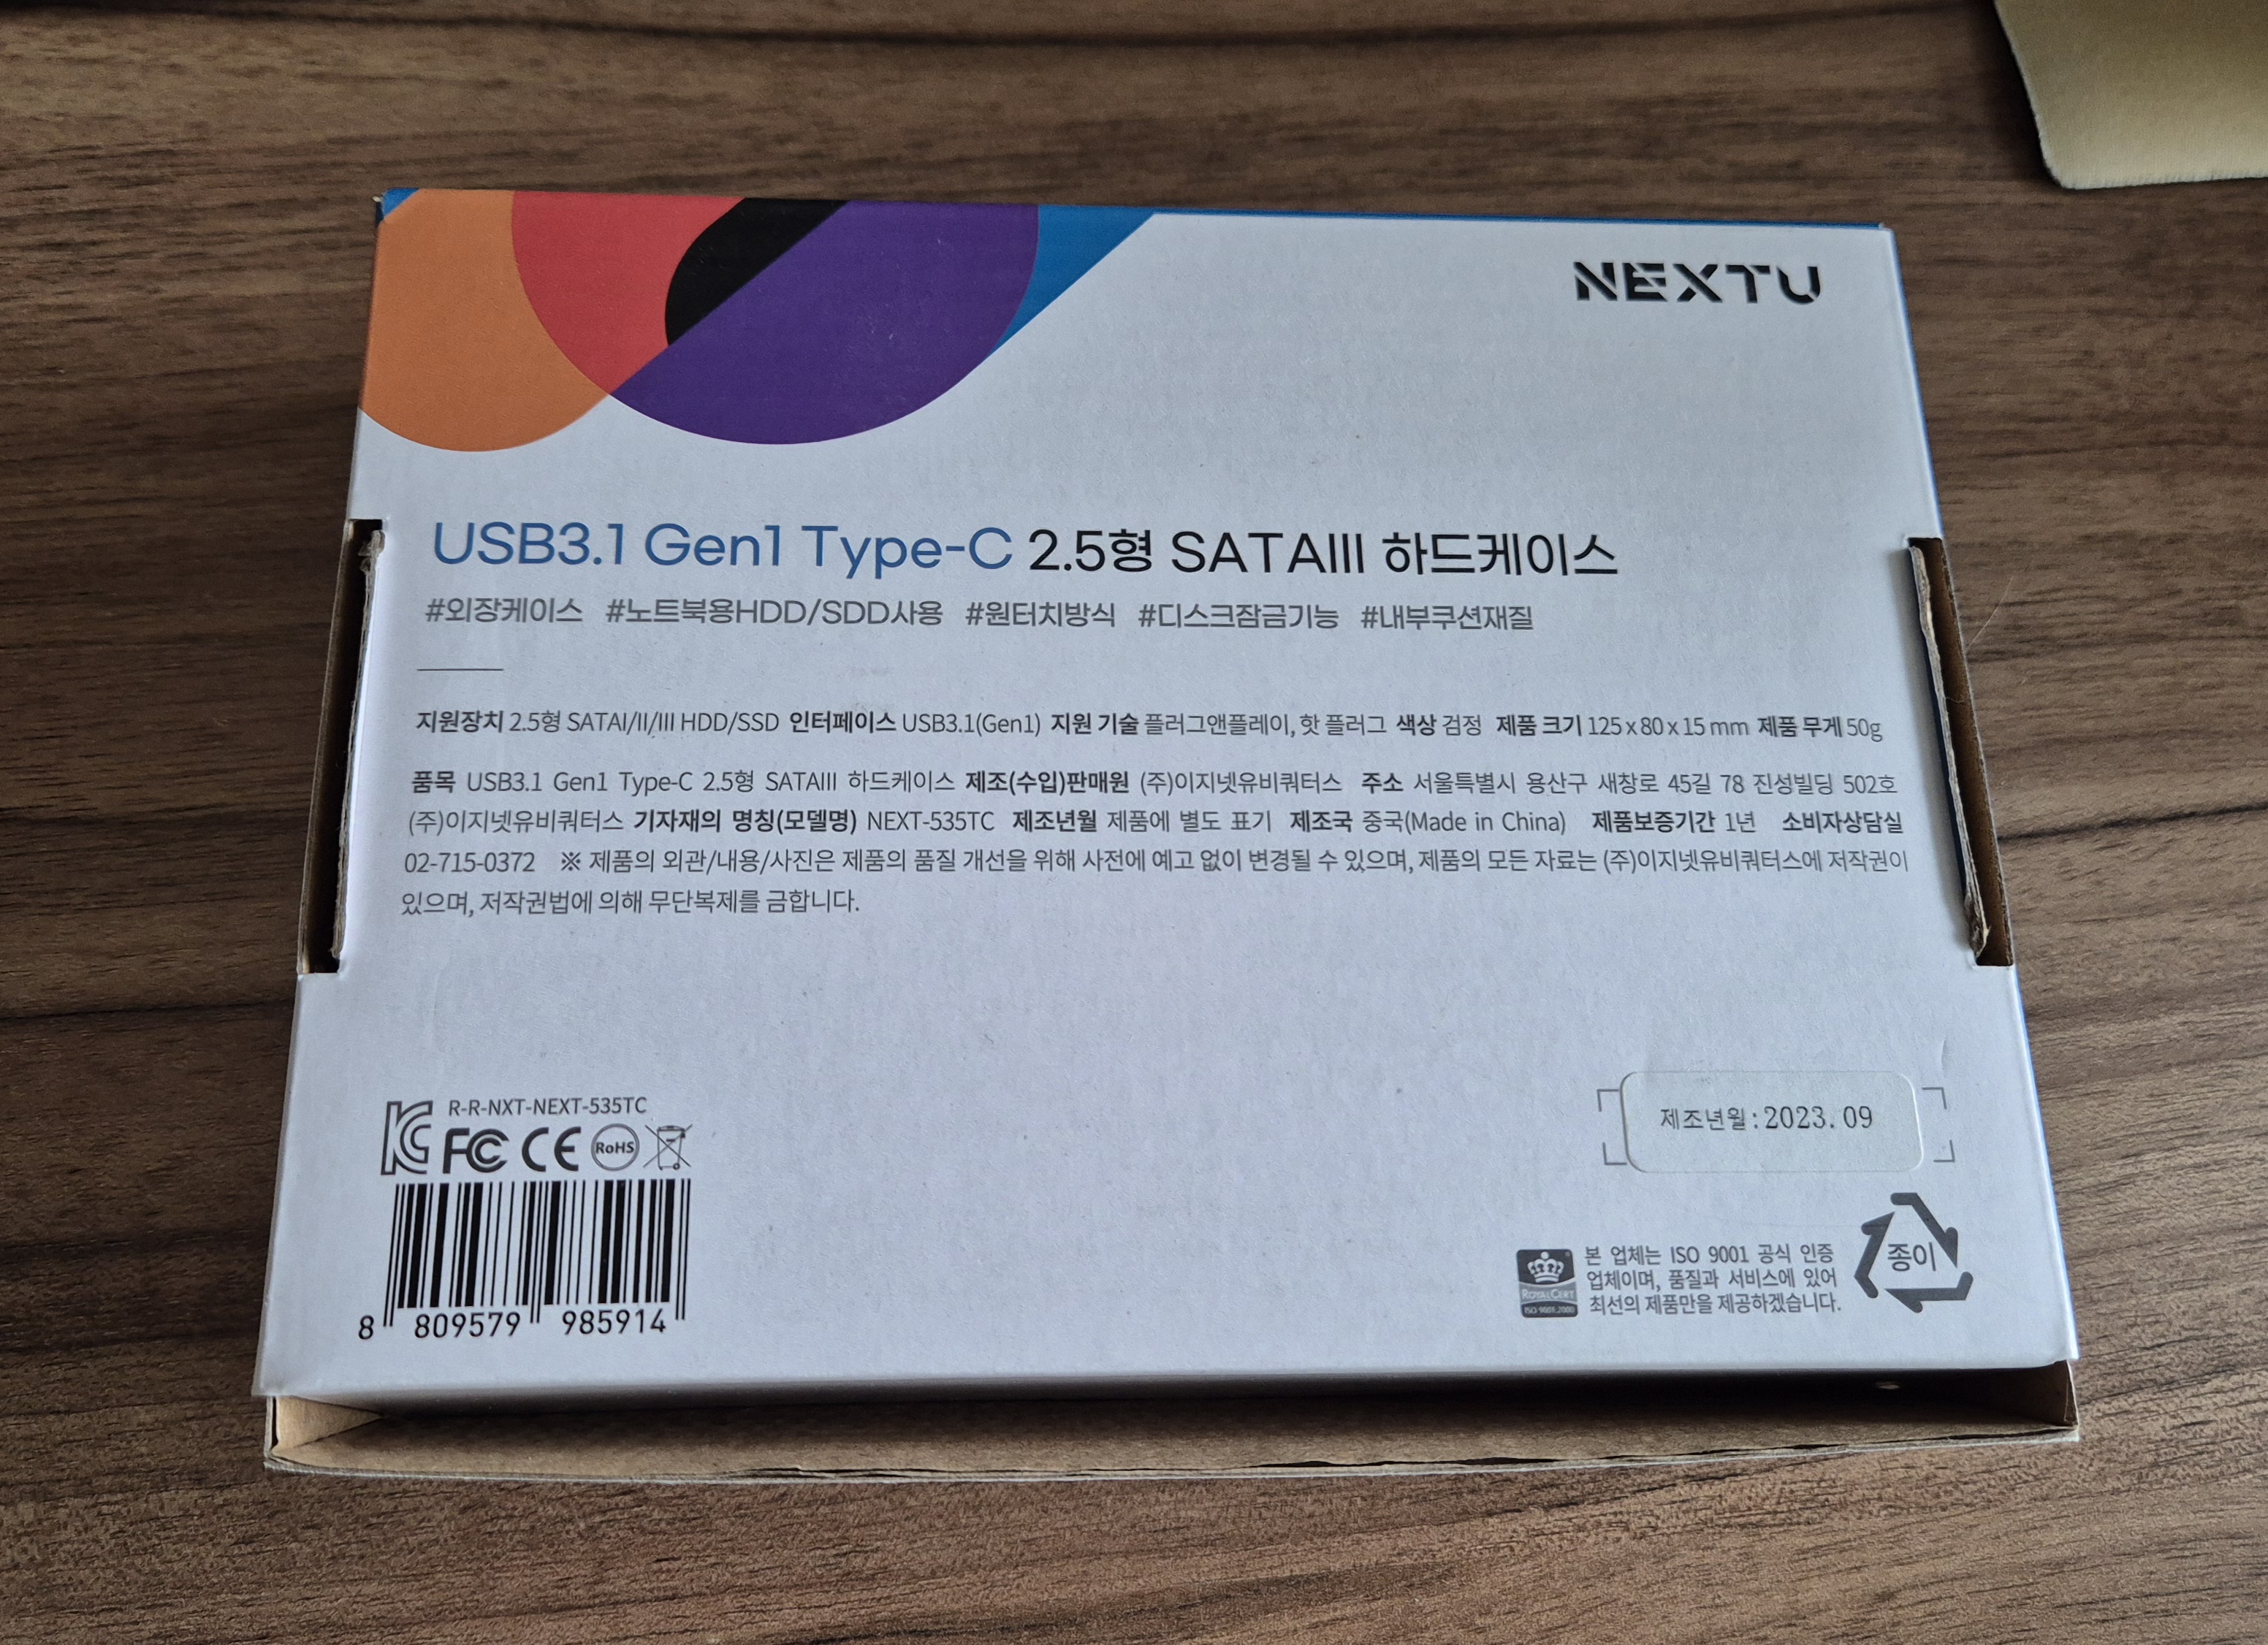 NEXTU
USB3.1 Gen1 Type-C 2.5형 SATAIII 하드케이스
#외장케이스 #노트북용HDD/SDD사용 #원터치방식 #디스크잠금기능 #내부쿠션재질
지원장치 2.5형 SATAI/II/III HDD/SSD 인터페이스 USB3.1(Gen1) 지원 기술 플러그앤플레이, 핫 플러그 색상 검정 제품 크기 125 x 80 x 15 mm 제품 무게 50g
품목 USB3.1 Gen1 Type-C 2.5형 SATAIII 하드케이스 제조(수입)판매원 (주)이지넷유비쿼터스 주소 서울특별시 용산구 새창로 45길 78 진성빌딩 502호
(주)이지넷유비쿼터스 기자재의 명칭(모델명) NEXT-535TC 제조년월 제품에 별도 표기 제조국 중국(Made in China) 제품보증기간 1년 소비자상담실
02-715-0372 ※ 제품의 외관/내용/사진은 제품의 품질 개선을 위해 사전에 예고 없이 변경될 수 있으며, 제품의 모든 자료는 (주)이지넷유비쿼터스에 저작권이
있으며, 저작권법에 의해 무단복제를 금합니다.
R-R-NXT-NEXT-535TC
KC FC CE RoHS
8 809579 985914
제조년월:2023.09
본 업체는 ISO 9001 공식 인증
업체이며, 품질과 서비스에 있어
최선의 제품만을 제공하겠습니다.
ROYALCERT
ISO 9001:2000
종이